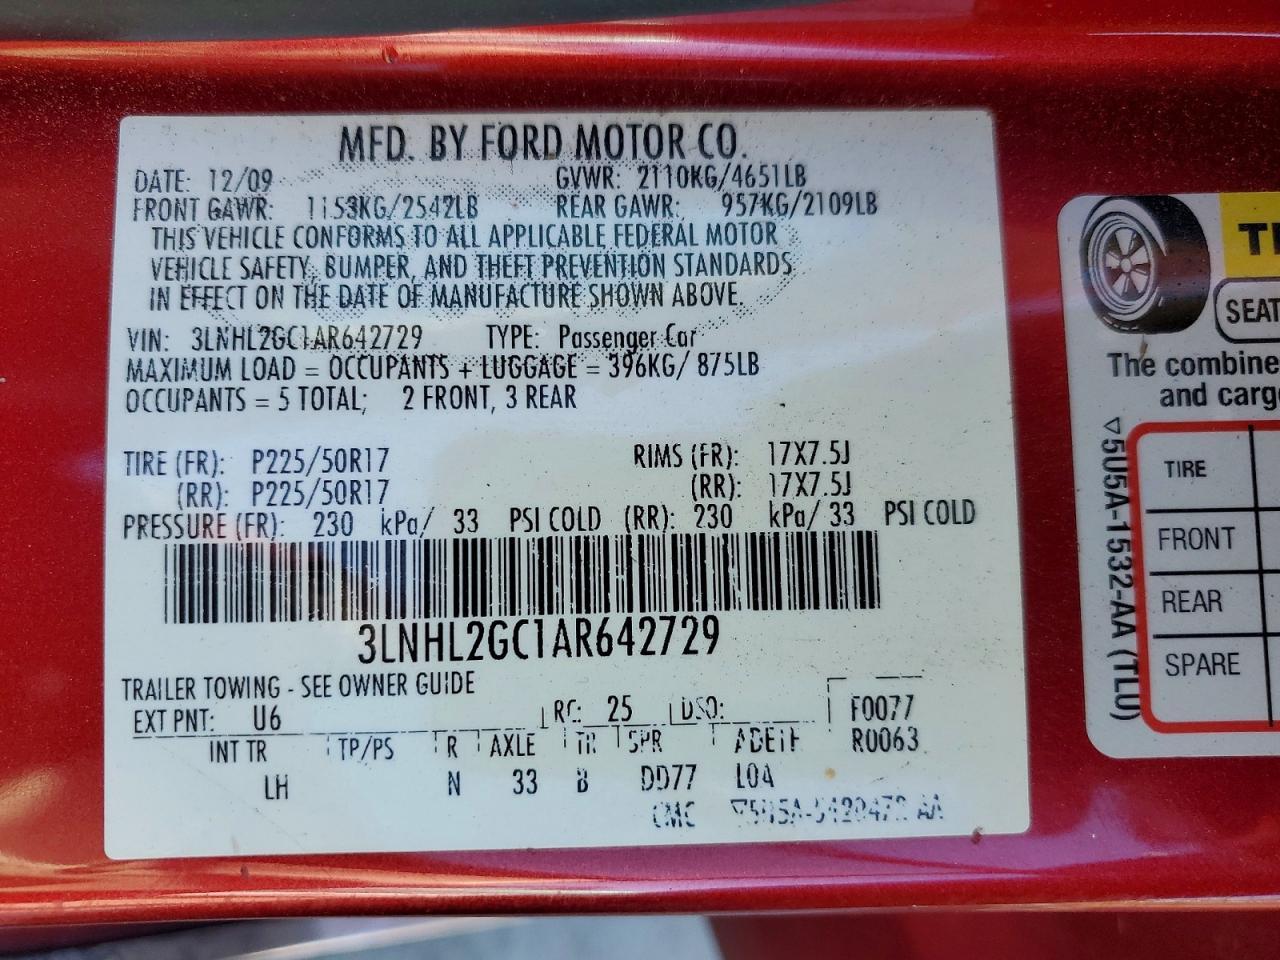 MFD. BY FORD MOTOR CO.
DATE: 12/09 GVWR: 2110KG/4651LB
FRONT GAWR: 1153KG/2542LB REAR GAWR: 957KG/2109LB
THIS VEHICLE CONFORMS TO ALL APPLICABLE FEDERAL MOTOR
VEHICLE SAFETY, BUMPER, AND THEFT PREVENTION STANDARDS
IN EFFECT ON THE DATE OF MANUFACTURE SHOWN ABOVE.
VIN: 3LNHL2GC1AR642729 TYPE: Passenger Car
MAXIMUM LOAD = OCCUPANTS + LUGGAGE = 396KG/ 875LB
OCCUPANTS = 5 TOTAL; 2 FRONT, 3 REAR
TIRE (FR): P225/50R17 RIMS (FR): 17X7.5J
(RR): P225/50R17 (RR): 17X7.5J
PRESSURE (FR): 230 kPa/ 33 PSI COLD (RR): 230 kPa/ 33 PSI COLD
3LNHL2GC1AR642729
TRAILER TOWING - SEE OWNER GUIDE
EXT PNT: U6 RC: 25 DSO: F0077
INT TR TP/PS R AXLE TR SPR R0063
LH N 33 B DD77
CMC
SEAT
The combine
and carg
TIRE
FRONT
REAR
SPARE
▽5U5A-1532-AA (TLU)